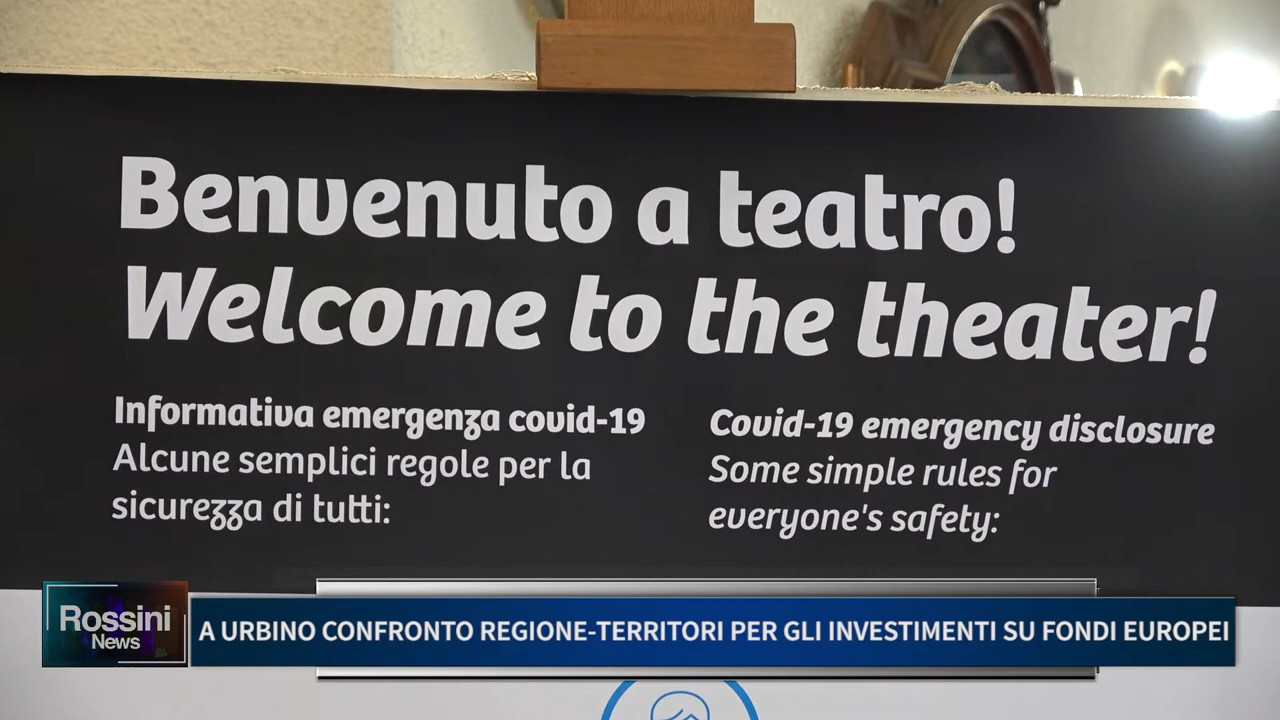 Benvenuto a teatro!
Welcome to the theater!
Informativa emergenza covid-19
Alcune semplici regole per la
sicurezza di tutti:
Covid-19 emergency disclosure
Some simple rules for
everyone's safety:
Rossini
News
A URBINO CONFRONTO REGIONE-TERRITORI PER GLI INVESTIMENTI SU FONDI EUROPEI